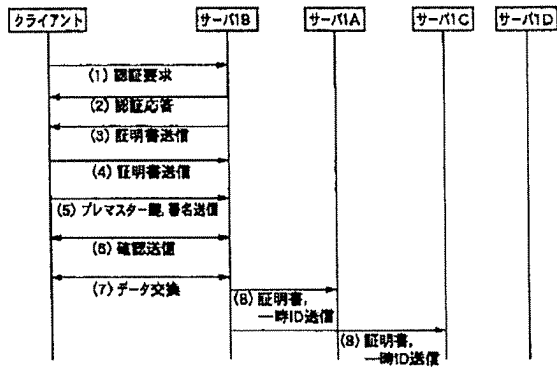 クライアント
サーバ1B
サーバ1A
サーバ1C
サーバ1D
(1) 認証要求
(2) 認証応答
(3) 証明書送信
(4) 証明書送信
(5) プレマスター鍵, 署名送信
(6) 確認送信
(7) データ交換
(8) 証明書,
一時ID送信
(8) 証明書,
一時ID送信